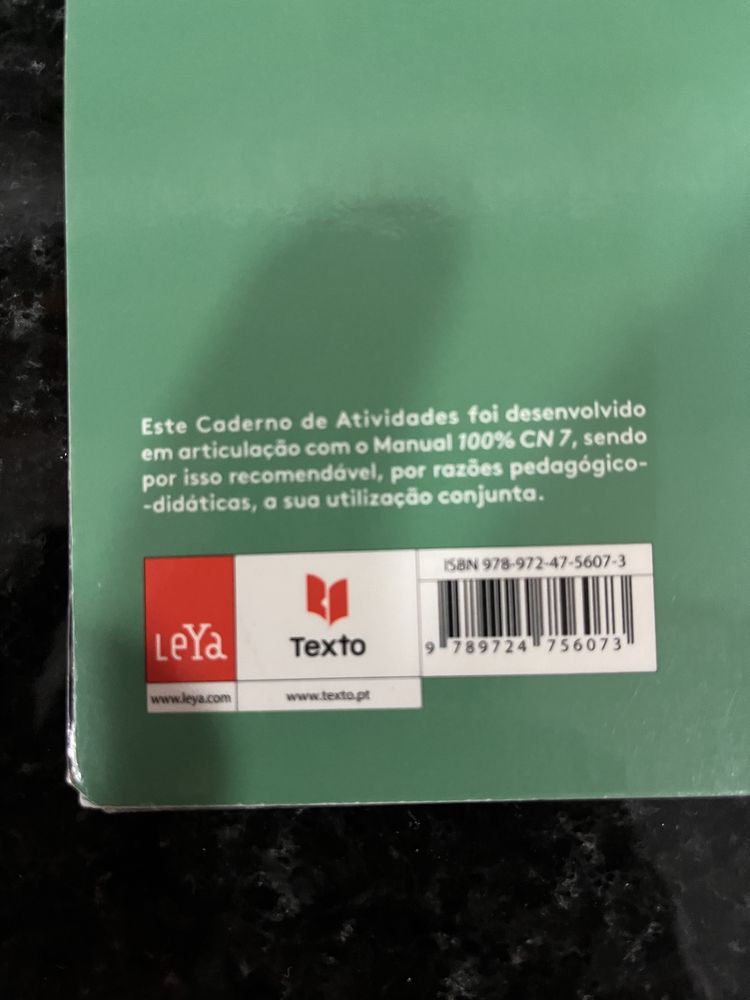 Este Caderno de Atividades foi desenvolvido
em articulação com o Manual 100% CN 7, sendo
por isso recomendável, por razões pedagógico-
-didáticas, a sua utilização conjunta.
LeYa
www.leya.com
Texto
www.texto.pt
ISBN 978-972-47-5607-3
9 789724 756073